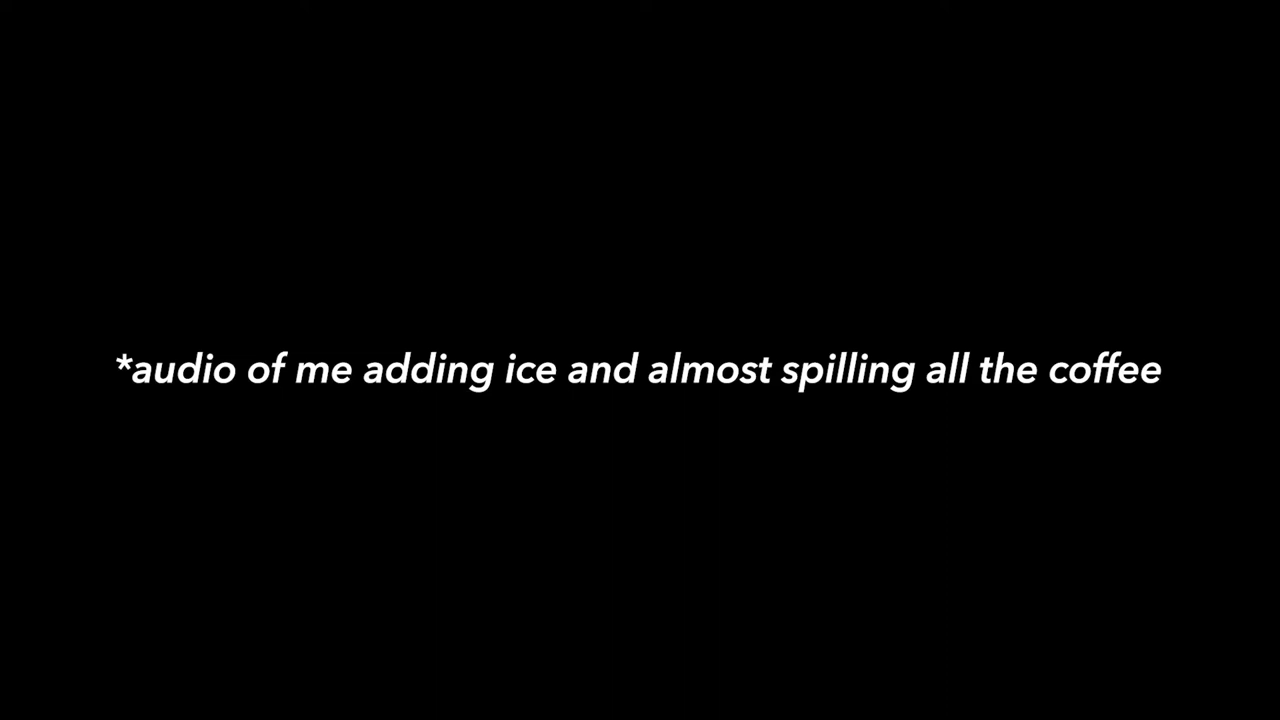 *audio of me adding ice and almost spilling all the coffee